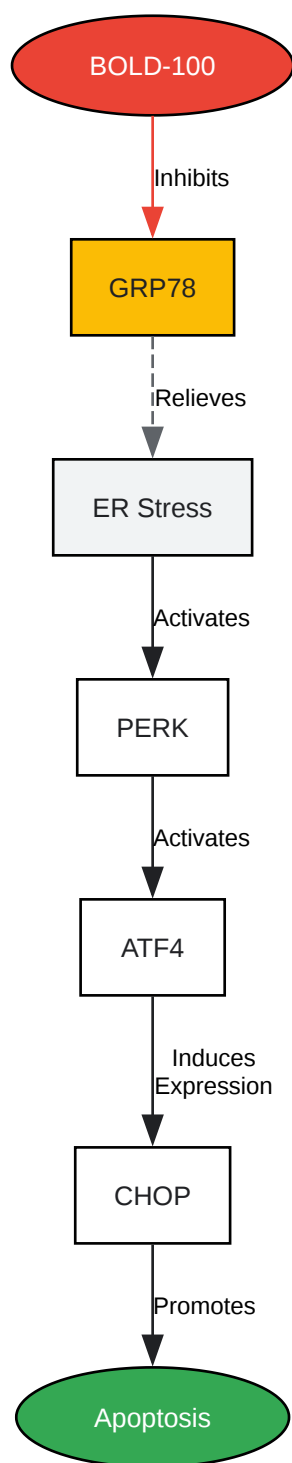 BOLD-100
Inhibits
GRP78
Relieves
ER Stress
Activates
PERK
Activates
ATF4
Induces
Expression
CHOP
Promotes
Apoptosis